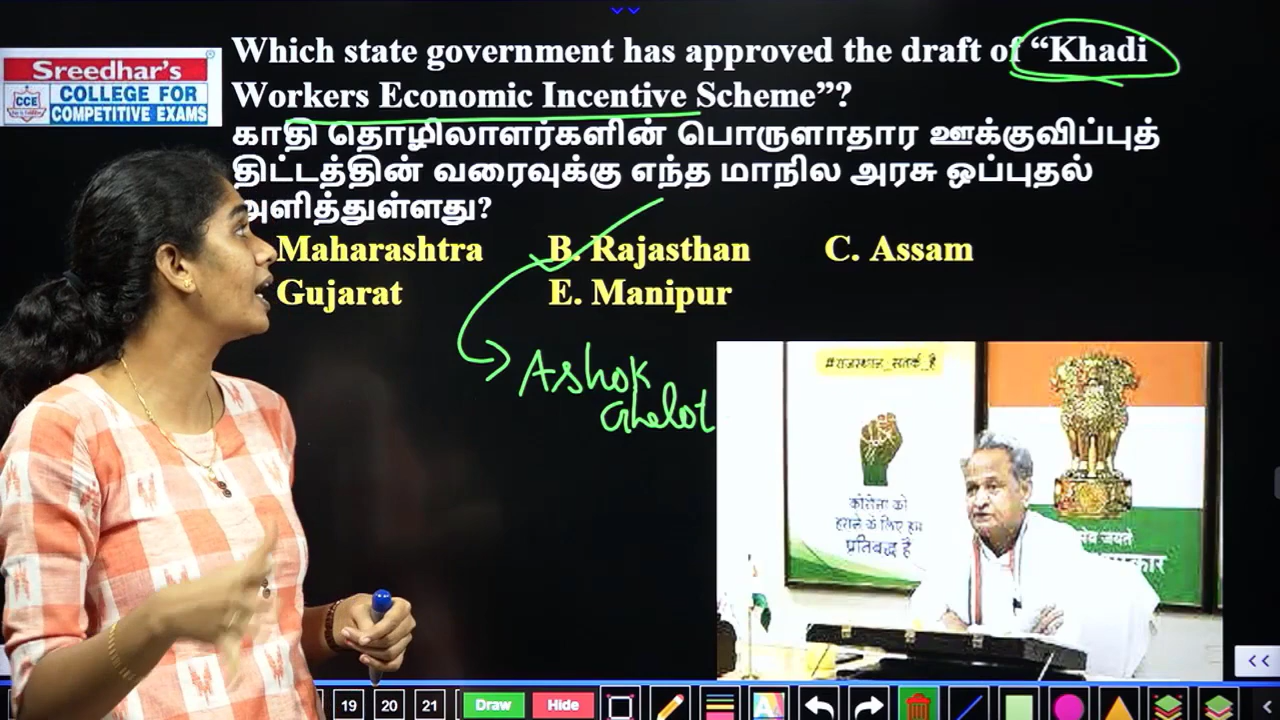 Which state government has approved the draft of “Khadi
Sreedhar's
CCE
COLLEGE FOR
COMPETITIVE EXAMS
Workers Economic Incentive Scheme”?
காதி தொழிலாளர்களின் பொருளாதார ஊக்குவிப்புத்
திட்டத்தின் வரைவுக்கு எந்த மாநில அரசு ஒப்புதல்
அளித்துள்ளது?
Maharashtra B. Rajasthan C. Assam
Gujarat E. Manipur
Ashok
Ghelot
#राजस्थान_सतर्क_है
कोरोना को
हराने के लिए हम
प्रतिबद्ध है
जयते
19 20 21 Draw Hide
<<